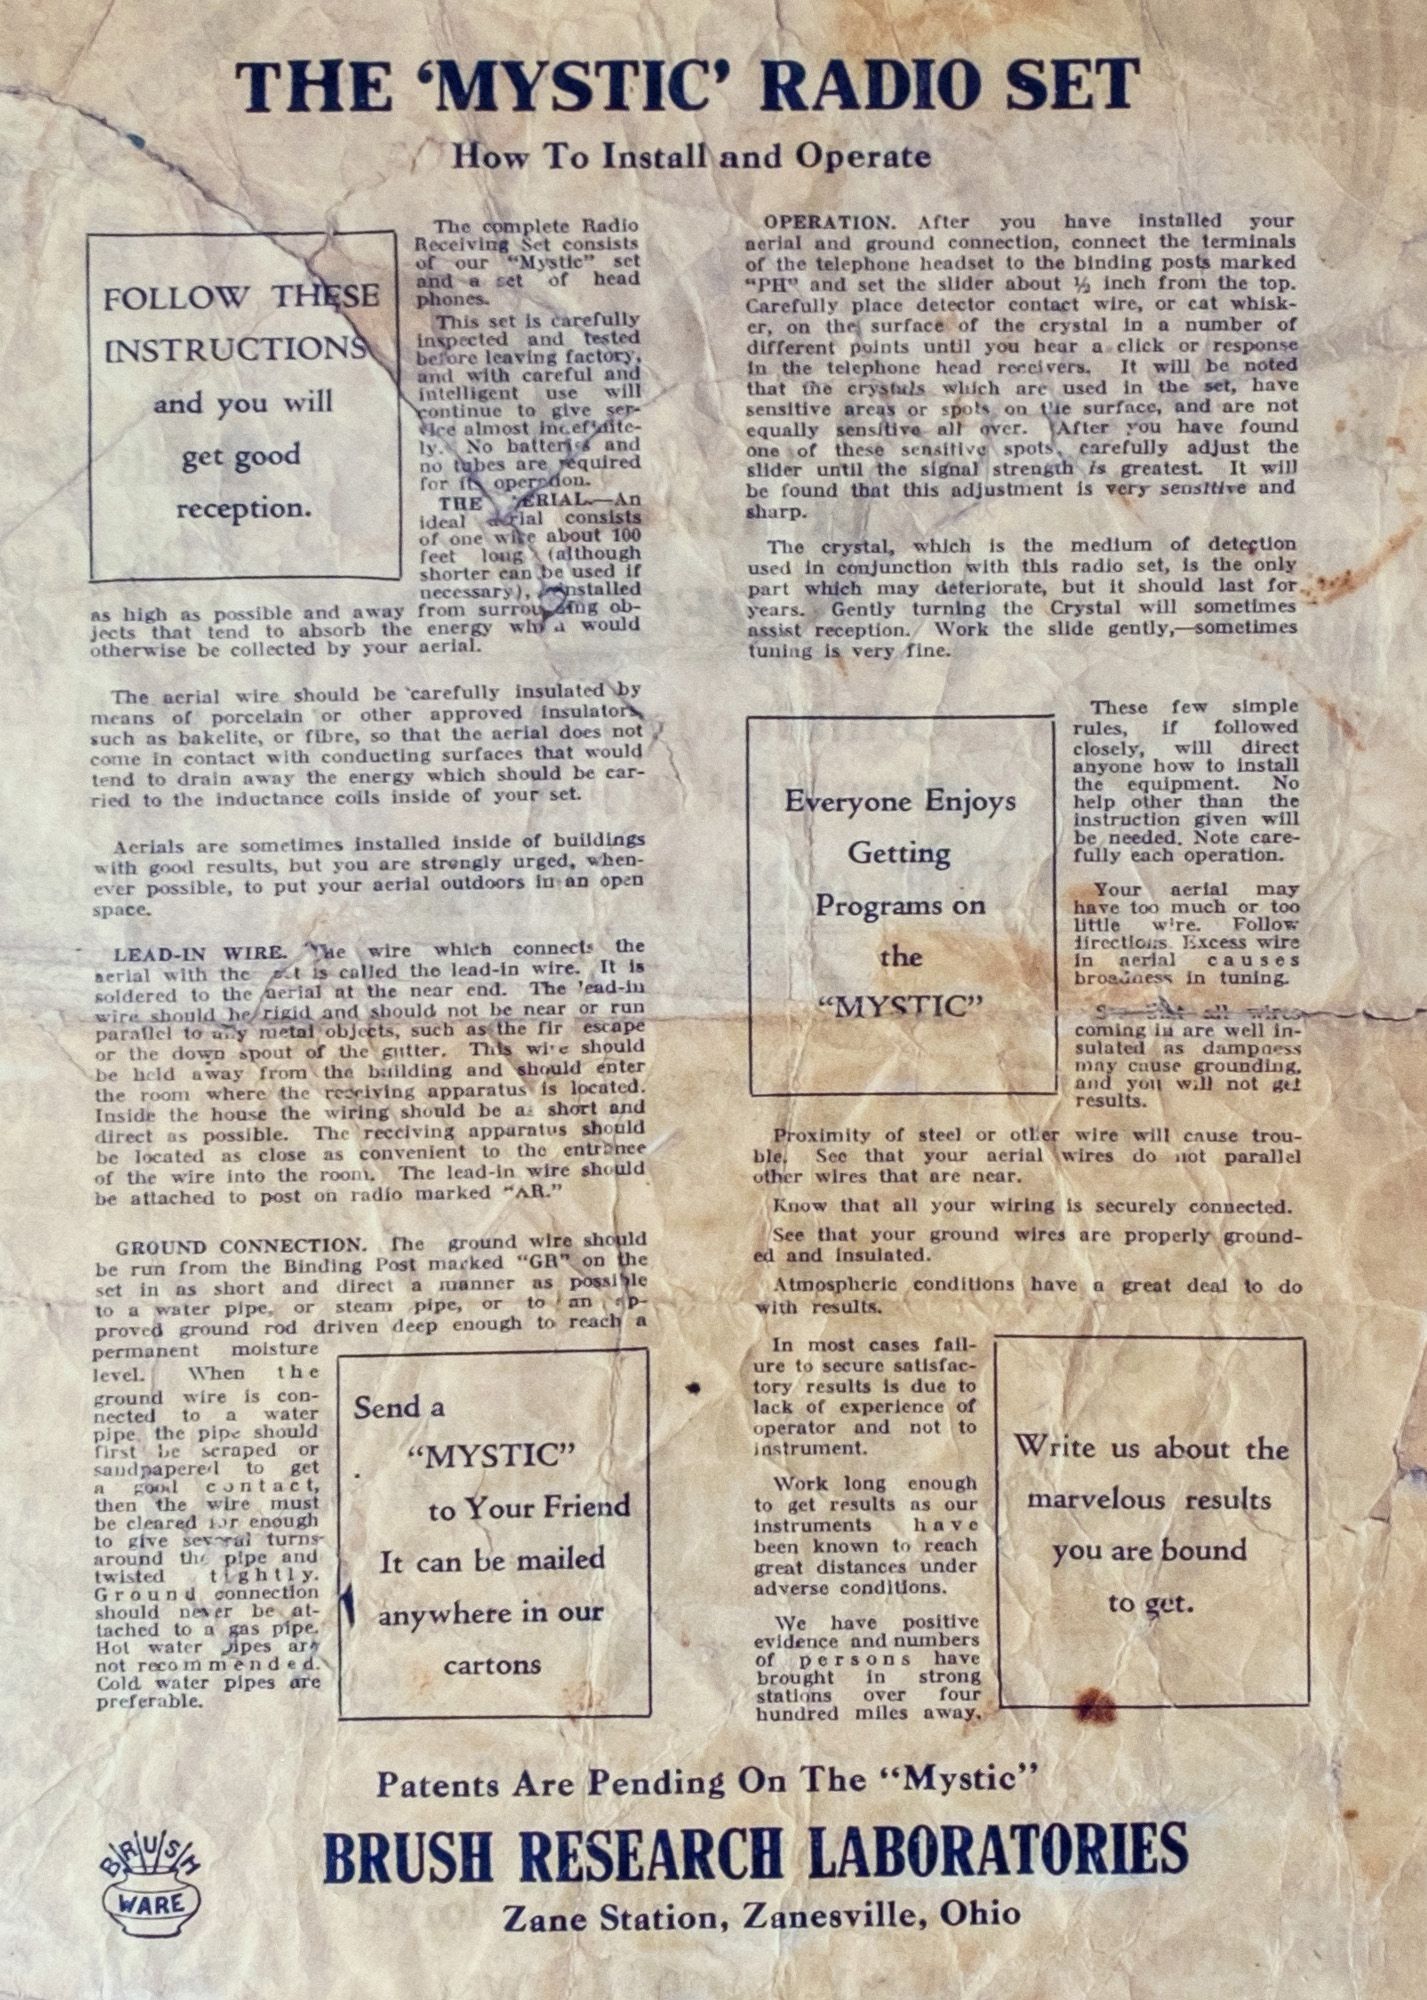 THE ‘MYSTIC’ RADIO SET
How To Install and Operate
FOLLOW THESE
INSTRUCTIONS
and you will
get good
reception.
The complete Radio
Receiving Set consists
of our “Mystic” set
and a set of head
phones.
This set is carefully
inspected and tested
before leaving factory,
and with careful and
intelligent use will
continue to give ser-
vice almost indefinite-
ly. No batteries and
no tubes are required
for its operation.
THE AERIAL.—An
ideal aerial consists
of one wire about 100
feet long (although
shorter can be used if
necessary), installed
as high as possible and away from surrounding ob-
jects that tend to absorb the energy which would
otherwise be collected by your aerial.
The aerial wire should be carefully insulated by
means of porcelain or other approved insulators,
such as bakelite, or fibre, so that the aerial does not
come in contact with conducting surfaces that would
tend to drain away the energy which should be car-
ried to the inductance coils inside of your set.
Aerials are sometimes installed inside of buildings
with good results, but you are strongly urged, when-
ever possible, to put your aerial outdoors in an open
space.
LEAD-IN WIRE. The wire which connects the
aerial with the set is called the lead-in wire. It is
soldered to the aerial at the near end. The lead-in
wire should be rigid and should not be near or run
parallel to any metal objects, such as the fire escape
or the down spout of the gutter. This wire should
be held away from the building and should enter
the room where the receiving apparatus is located.
Inside the house the wiring should be as short and
direct as possible. The receiving apparatus should
be located as close as convenient to the entrance
of the wire into the room. The lead-in wire should
be attached to post on radio marked “AR.”
GROUND CONNECTION. The ground wire should
be run from the Binding Post marked “GR” on the
set in as short and direct a manner as possible
to a water pipe, or steam pipe, or to an ap-
proved ground rod driven deep enough to reach a
permanent moisture
level. When the
ground wire is con-
nected to a water
pipe, the pipe should
first be scraped or
sandpapered to get
a good contact,
then the wire must
be cleared for enough
to give several turns
around the pipe and
twisted tightly.
Ground connection
should never be at-
tached to a gas pipe.
Hot water pipes are
not recommended.
Cold water pipes are
preferable.
Send a
“MYSTIC”
to Your Friend
It can be mailed
anywhere in our
cartons
OPERATION. After you have installed your
aerial and ground connection, connect the terminals
of the telephone headset to the binding posts marked
“PH” and set the slider about ½ inch from the top.
Carefully place detector contact wire, or cat whisk-
er, on the surface of the crystal in a number of
different points until you hear a click or response
in the telephone head receivers. It will be noted
that the crystals which are used in the set, have
sensitive areas or spots on the surface, and are not
equally sensitive all over. After you have found
one of these sensitive spots, carefully adjust the
slider until the signal strength is greatest. It will
be found that this adjustment is very sensitive and
sharp.
The crystal, which is the medium of detection
used in conjunction with this radio set, is the only
part which may deteriorate, but it should last for
years. Gently turning the Crystal will sometimes
assist reception. Work the slide gently,—sometimes
tuning is very fine.
Everyone Enjoys
Getting
Programs on
the
“MYSTIC”
These few simple
rules, if followed
closely, will direct
anyone how to install
the equipment. No
help other than the
instruction given will
be needed. Note care-
fully each operation.
Your aerial may
have too much or too
little wire. Follow
directions. Excess wire
in aerial causes
broadness in tuning.
all wires
coming in are well in-
sulated as dampness
may cause grounding,
and you will not get
results.
Proximity of steel or other wire will cause trou-
ble. See that your aerial wires do not parallel
other wires that are near.
Know that all your wiring is securely connected.
See that your ground wires are properly ground-
ed and insulated.
Atmospheric conditions have a great deal to do
with results.
In most cases fail-
ure to secure satisfac-
tory results is due to
lack of experience of
operator and not to
instrument.
Work long enough
to get results as our
instruments have
been known to reach
great distances under
adverse conditions.
We have positive
evidence and numbers
of persons have
brought in strong
stations over four
hundred miles away.
Write us about the
marvelous results
you are bound
to get.
Patents Are Pending On The “Mystic”
BRUSH
WARE
BRUSH RESEARCH LABORATORIES
Zane Station, Zanesville, Ohio